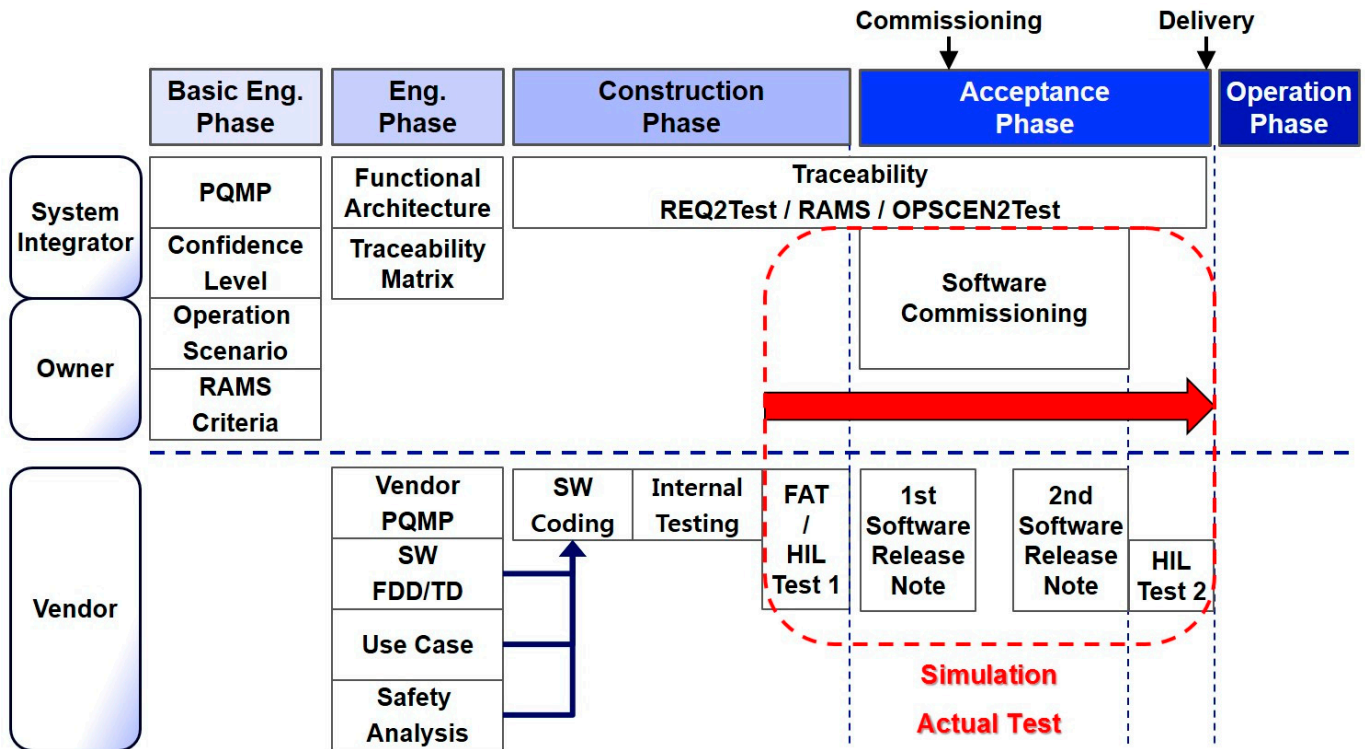 Commissioning
Delivery
Basic Eng.
Phase
Eng.
Phase
Construction
Phase
Acceptance
Phase
Operation
Phase
System
Integrator
PQMP
Confidence
Level
Functional
Architecture
Traceability
Matrix
Traceability
REQ2Test / RAMS / OPSCEN2Test
Software
Commissioning
Owner
Operation
Scenario
RAMS
Criteria
Vendor
Vendor
PQMP
SW
FDD/TD
Use Case
Safety
Analysis
SW
Coding
Internal
Testing
FAT
/
HIL
Test 1
1st
Software
Release
Note
2nd
Software
Release
Note
HIL
Test 2
Simulation
Actual Test